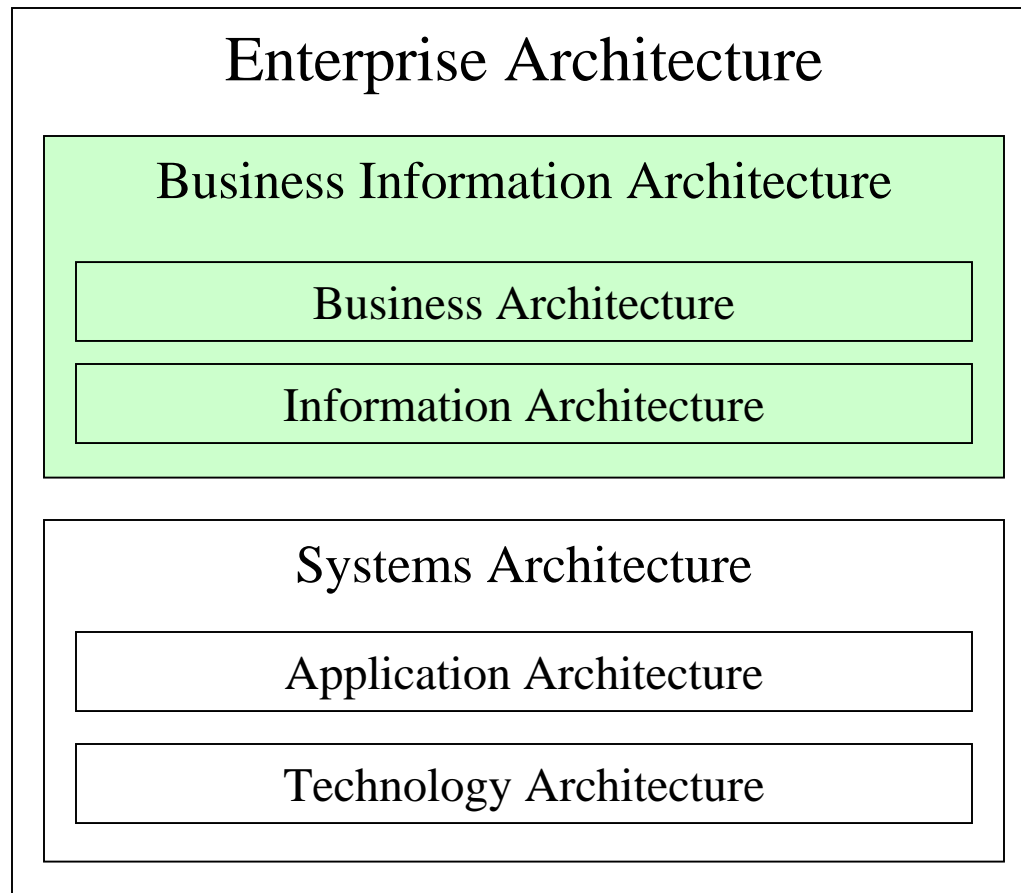 Enterprise Architecture
Business Information Architecture
Business Architecture
Information Architecture
Systems Architecture
Application Architecture
Technology Architecture